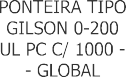 PONTEIRA TIPO
GILSON 0-200
UL PC C/ 1000 -
- GLOBAL